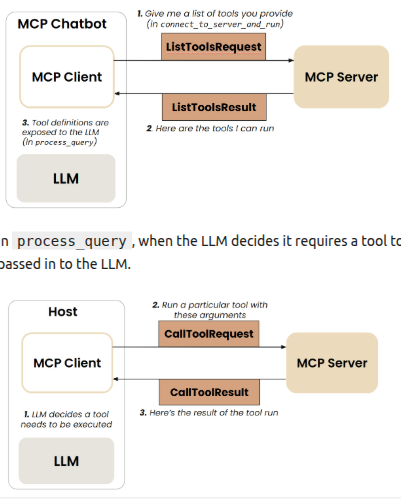 MCP Chatbot
1. Give me a list of tools you provide
(in connect_to_server_and_run)
ListToolsRequest
MCP Client
MCP Server
ListToolsResult
2 Here are the tools I can run
3. Tool definitions are
exposed to the LLM
(in process_query)
LLM
n process_query, when the LLM decides it requires a tool to
passed in to the LLM.
Host
2. Run a particular tool with
these arguments
CallToolRequest
MCP Client
MCP Server
CallToolResult
3. Here's the result of the tool run
1. LLM decides a tool
needs to be executed
LLM